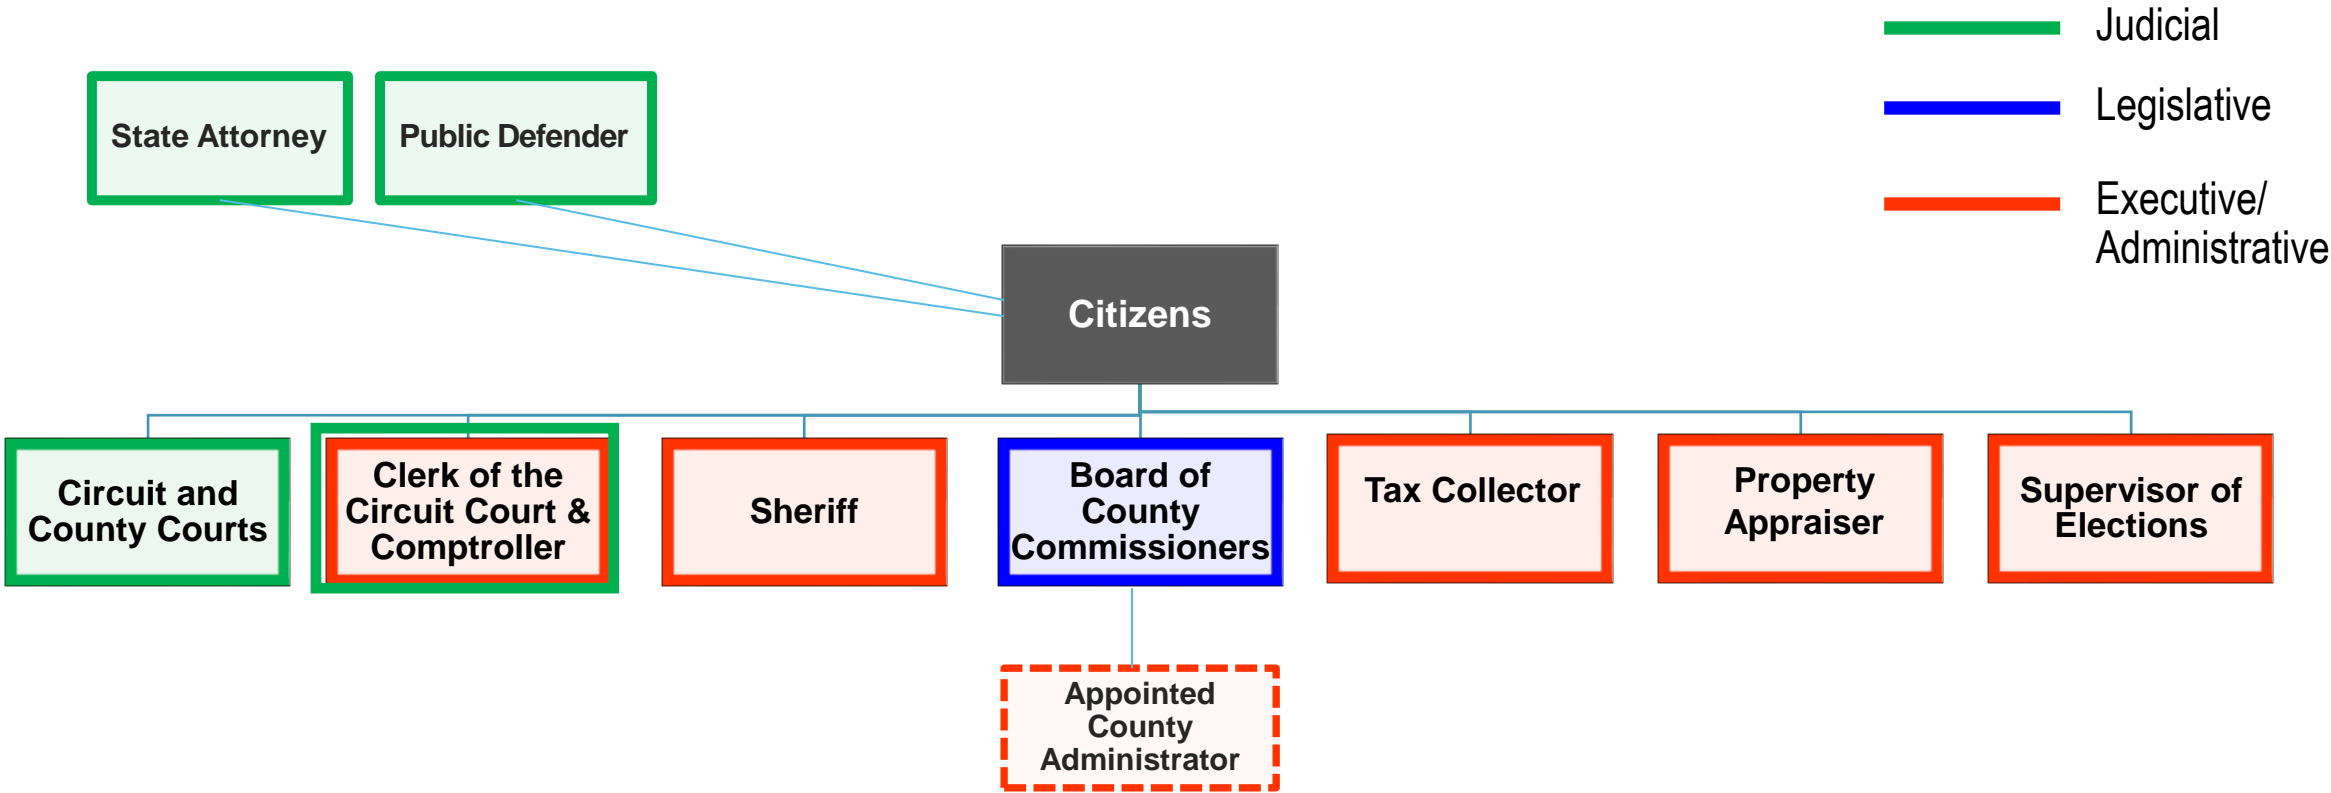 Judicial
Legislative
Executive/
Administrative
State Attorney
Public Defender
Citizens
Circuit and
County Courts
Clerk of the
Circuit Court &
Comptroller
Sheriff
Board of
County
Commissioners
Tax Collector
Property
Appraiser
Supervisor of
Elections
Appointed
County
Administrator